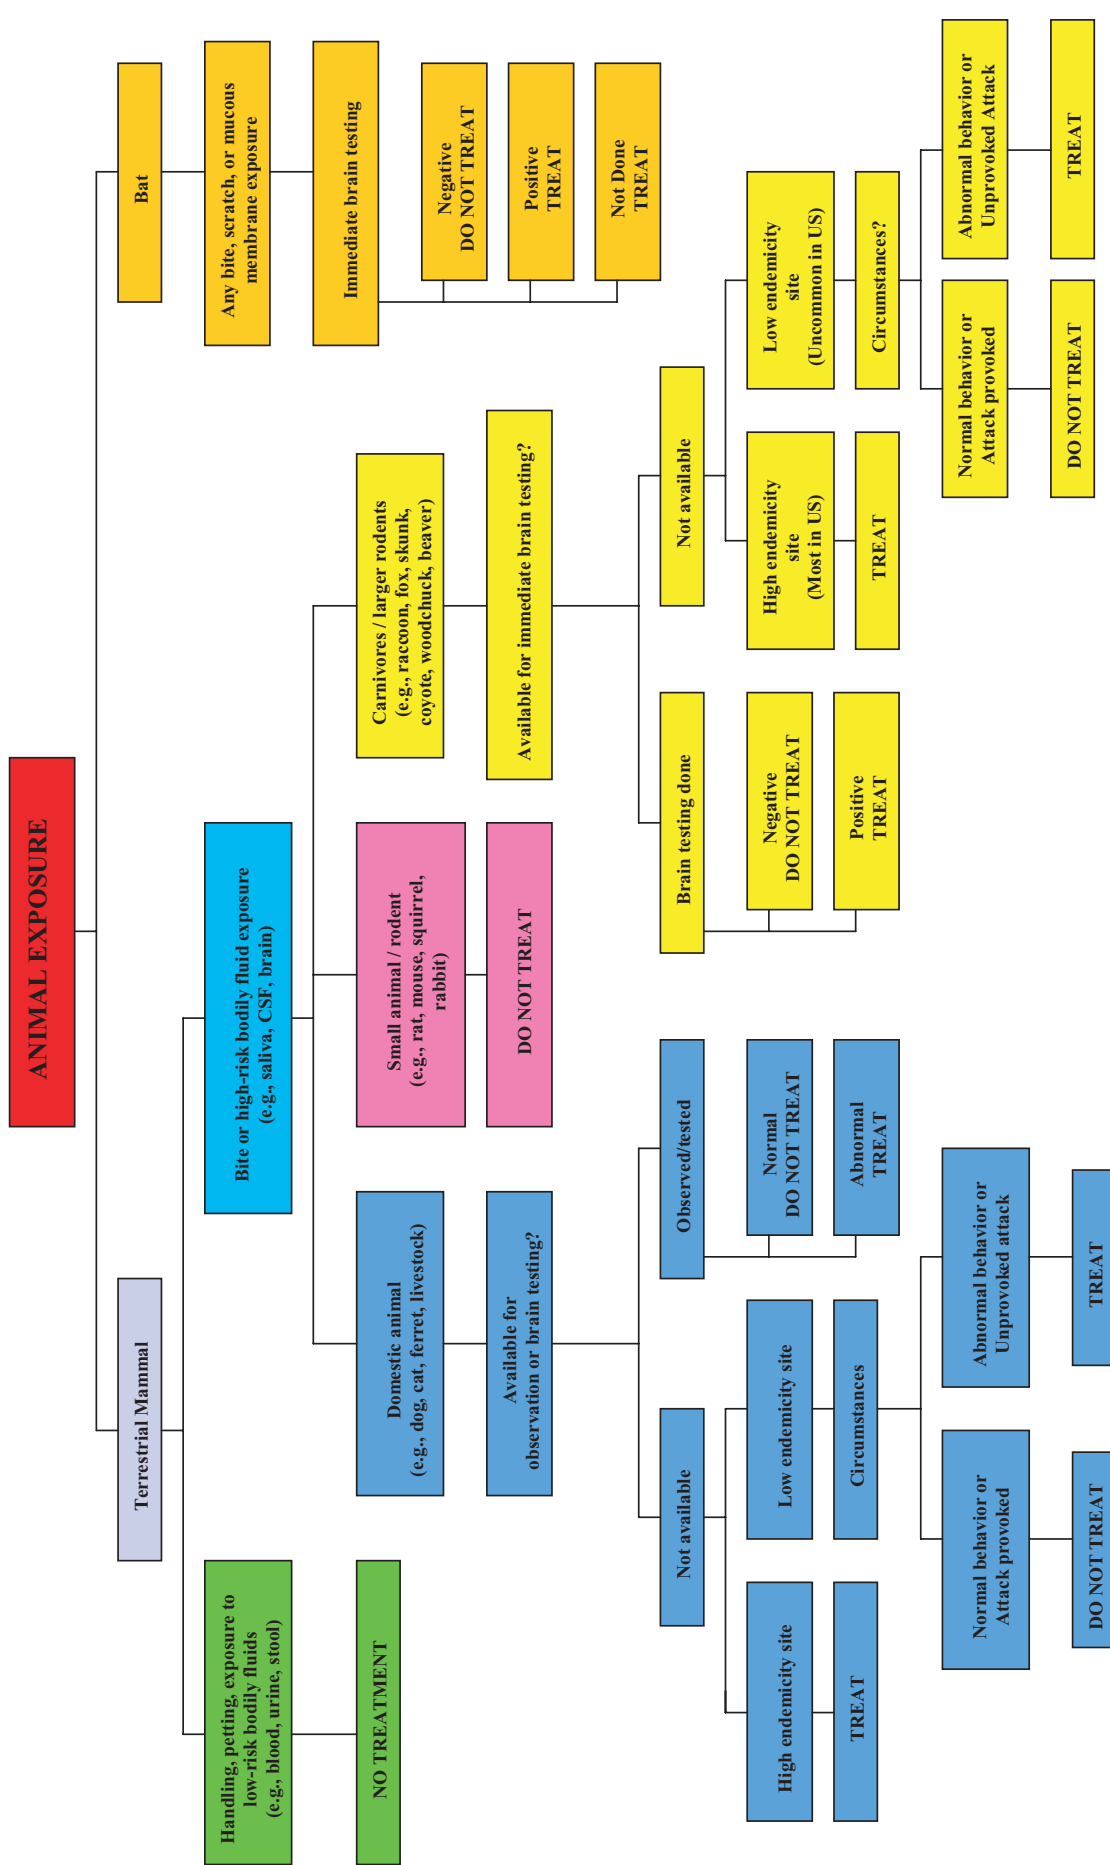 ANIMAL EXPOSURE
Terrestrial Mammal
Bat
Handling, petting, exposure to
low-risk bodily fluids
(e.g., blood, urine, stool)
Bite or high-risk bodily fluid exposure
(e.g., saliva, CSF, brain)
Any bite, scratch, or mucous
membrane exposure
NO TREATMENT
Domestic animal
(e.g., dog, cat, ferret, livestock)
Small animal / rodent
(e.g., rat, mouse, squirrel,
rabbit)
Carnivores / larger rodents
(e.g., raccoon, fox, skunk,
coyote, woodchuck, beaver)
Immediate brain testing
Negative
DO NOT TREAT
Positive
TREAT
Not Done
TREAT
Available for
observation or brain testing?
DO NOT TREAT
Available for immediate brain testing?
Not available
Observed/tested
Brain testing done
Not available
High endemicity site
Low endemicity site
Normal
DO NOT TREAT
Negative
DO NOT TREAT
High endemicity
site
(Most in US)
Low endemicity
site
(Uncommon in US)
TREAT
Circumstances
Abnormal
TREAT
Positive
TREAT
TREAT
Circumstances?
Normal behavior or
Attack provoked
Abnormal behavior or
Unprovoked attack
Normal behavior or
Attack provoked
Abnormal behavior or
Unprovoked Attack
DO NOT TREAT
TREAT
DO NOT TREAT
TREAT